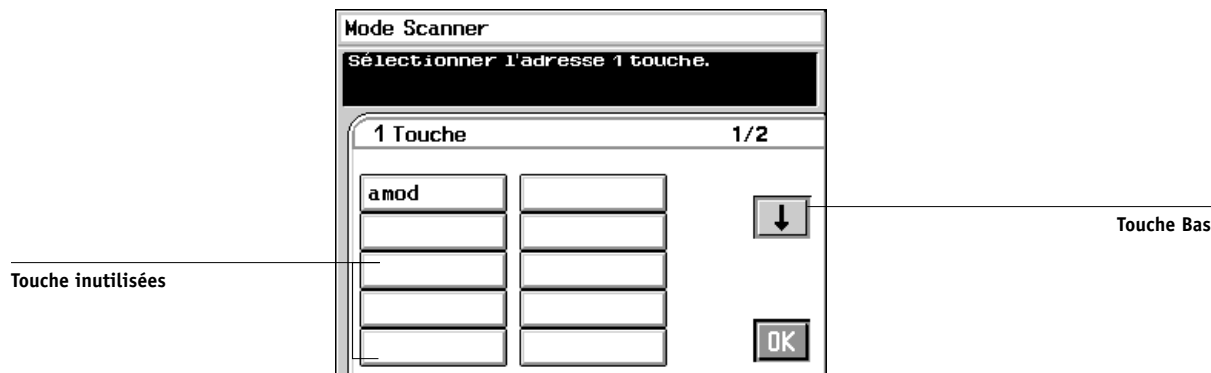 Mode Scanner
Sélectionner l'adresse 1 touche.
1 Touche 1/2
amod
Touche Bas
Touche inutilisées
OK